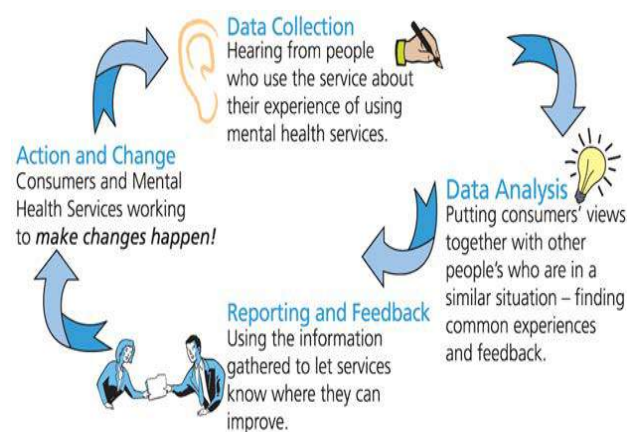 Data Collection
Hearing from people
who use the service about
their experience of using
mental health services.
Data Analysis
Putting consumers' views
together with other
people's who are in a
similar situation – finding
common experiences
and feedback.
Reporting and Feedback
Using the information
gathered to let services
know where they can
improve.
Action and Change
Consumers and Mental
Health Services working
to make changes happen!